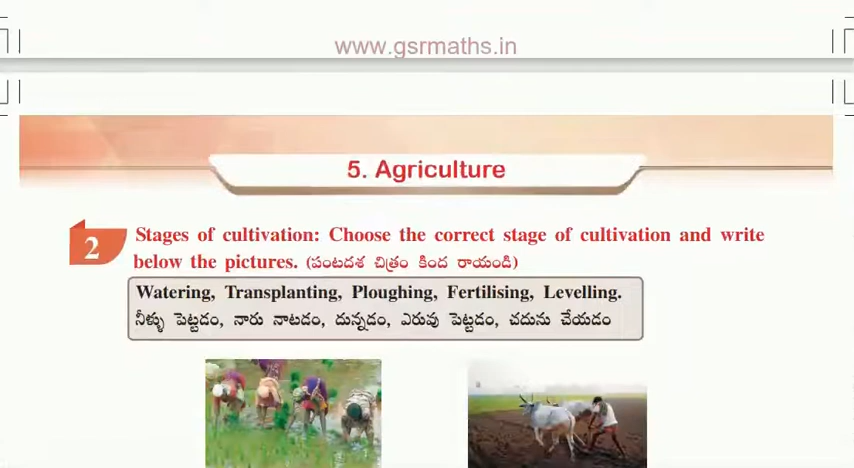 www.gsrmaths.in
5. Agriculture
2
Stages of cultivation: Choose the correct stage of cultivation and write
below the pictures. (పంటదశ చిత్రం కింద రాయండి)
Watering, Transplanting, Ploughing, Fertilising, Levelling.
నీళ్ళు పెట్టడం, నారు నాటడం, దున్నడం, ఎరువు పెట్టడం, చదును చేయడం